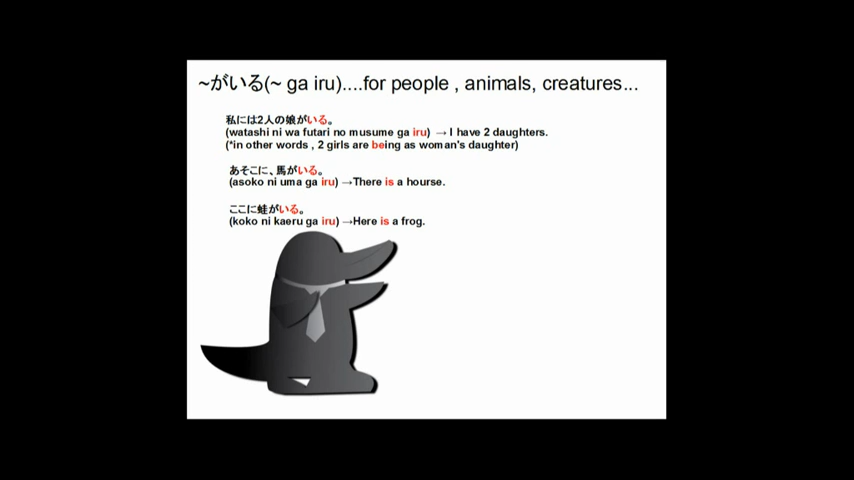 ~がいる(~ ga iru)....for people , animals, creatures...
私には2人の娘がいる。
(watashi ni wa futari no musume ga iru) → I have 2 daughters.
(*in other words , 2 girls are being as woman's daughter)
あそこに、馬がいる。
(asoko ni uma ga iru) →There is a hourse.
ここに蛙がいる。
(koko ni kaeru ga iru) →Here is a frog.